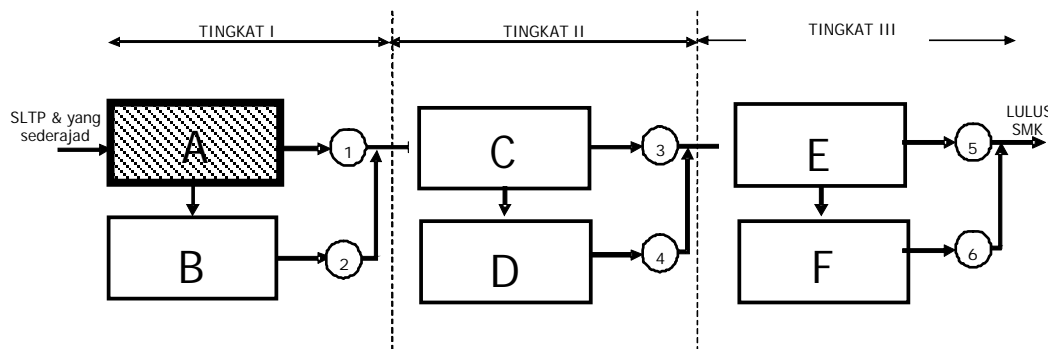 TINGKAT I
TINGKAT II
TINGKAT III
SLTP & yang
sederajad
A
1
C
3
E
5
LULUS
SMK
B
2
D
4
F
6